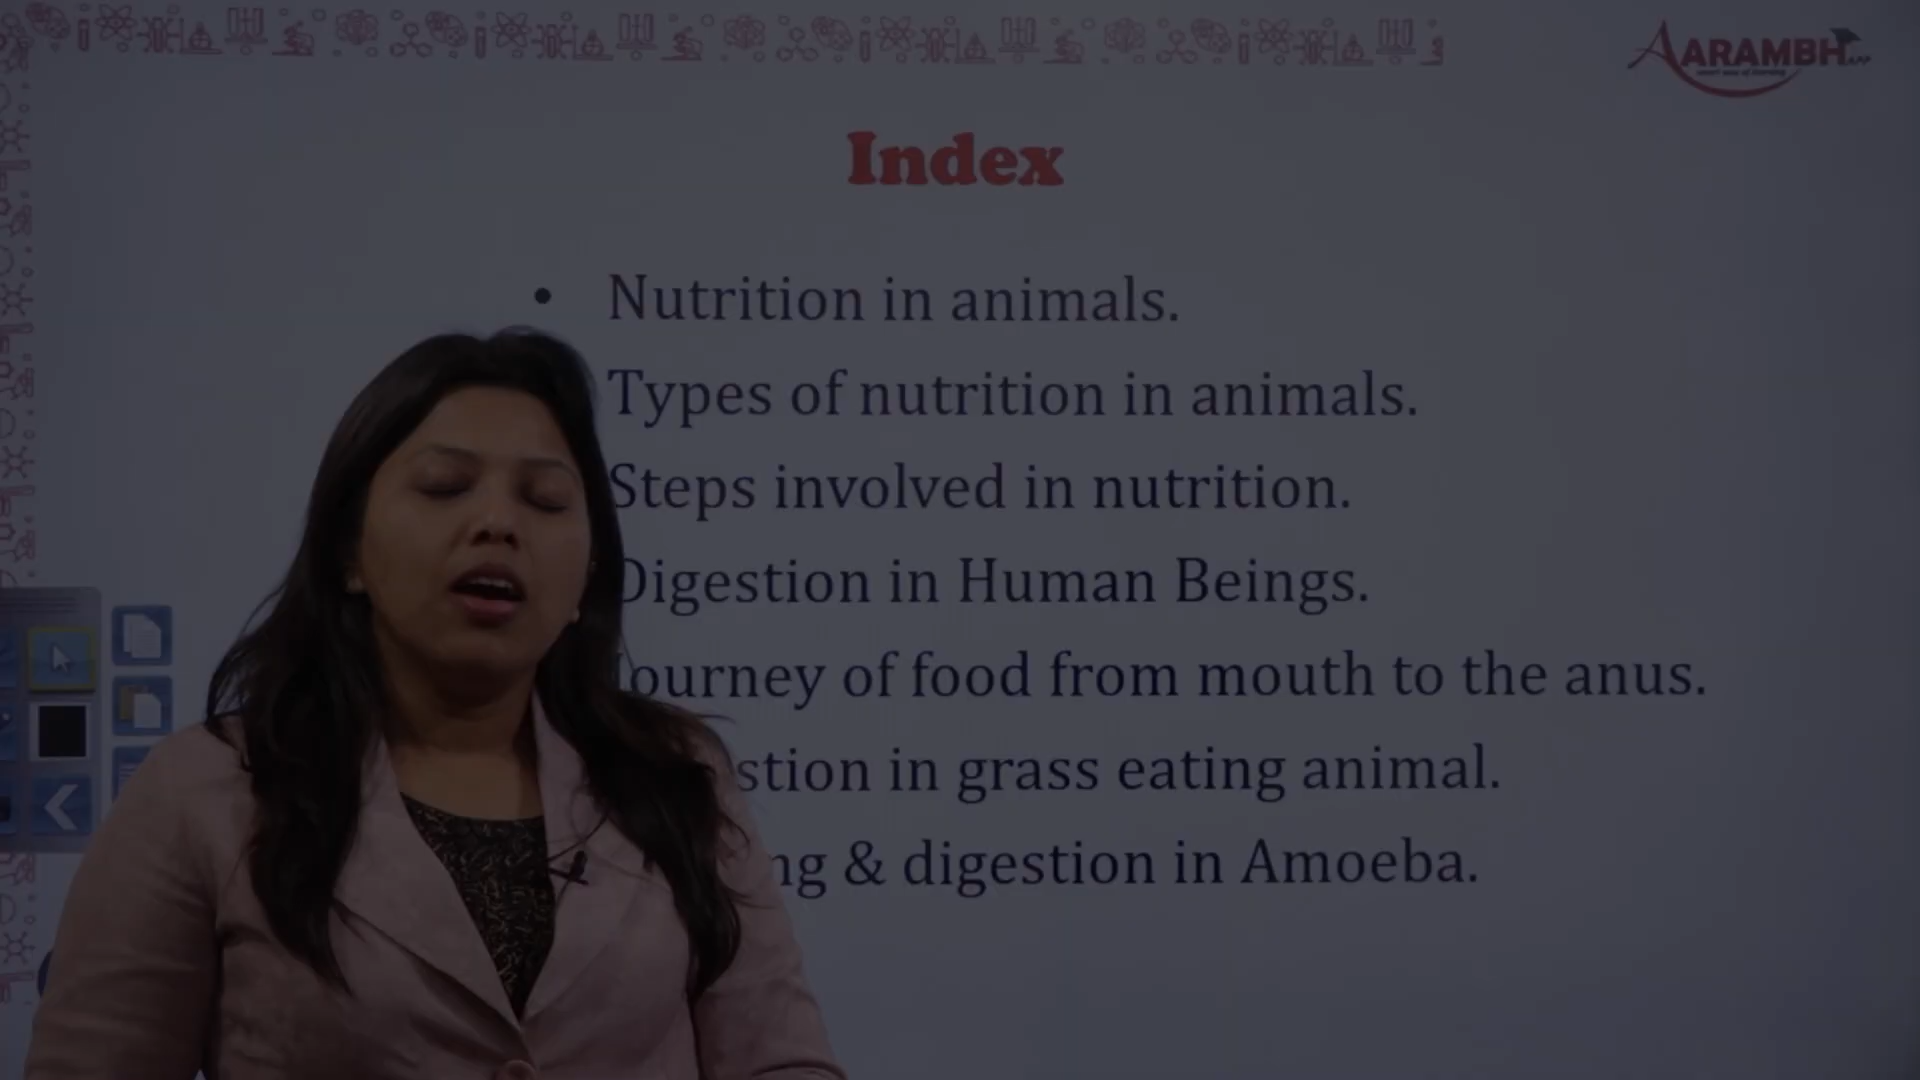 AARAMBH
Index
• Nutrition in animals.
Types of nutrition in animals.
Steps involved in nutrition.
Digestion in Human Beings.
Journey of food from mouth to the anus.
stion in grass eating animal.
ng & digestion in Amoeba.